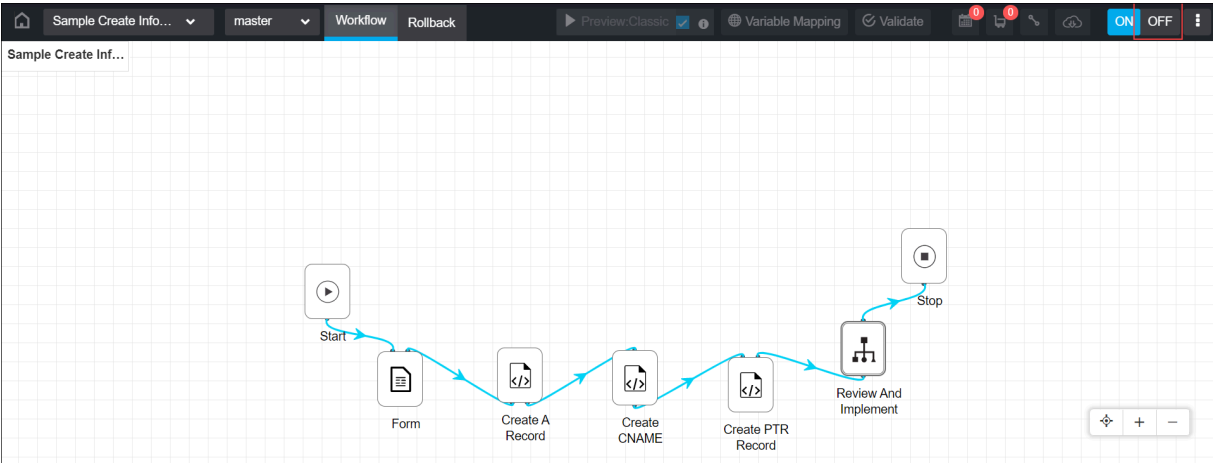 Sample Create Info...
master
Workflow
Rollback
Preview:Classic
Variable Mapping
Validate
0
0
ON
OFF
Sample Create Inf...
Start
Form
Create A
Record
Create
CNAME
Create PTR
Record
Review And
Implement
Stop